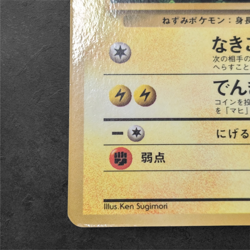 ねずみポケモン：身長
なきご
次の相手の
へらすこと
でんき
コインを投
を「マヒ」
にげる
弱点
Illus. Ken Sugimori